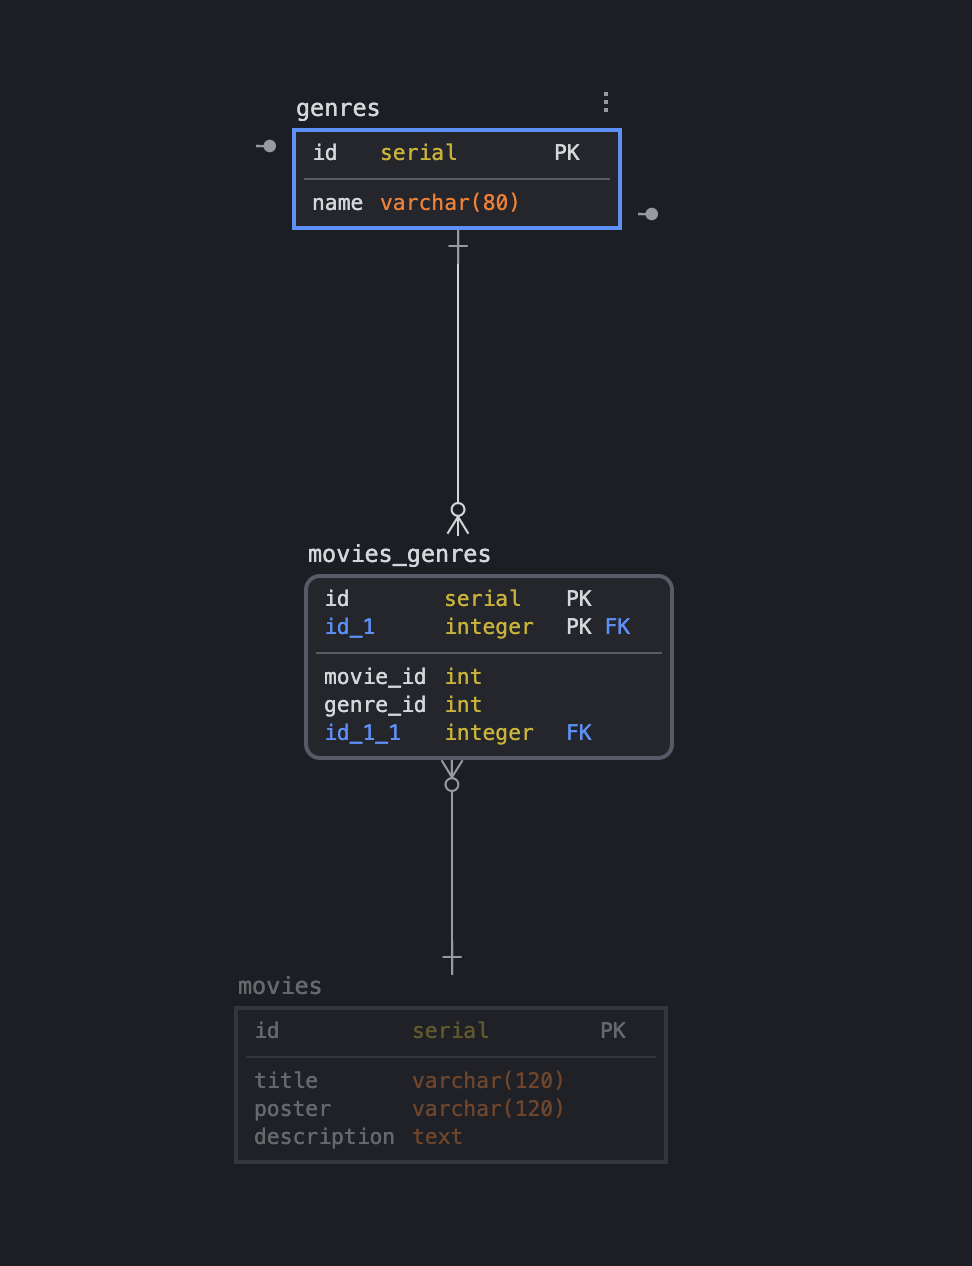 genres
id serial PK
name varchar(80)
movies_genres
id serial PK
id_1 integer PK FK
movie_id int
genre_id int
id_1_1 integer FK
movies
id serial PK
title varchar(120)
poster varchar(120)
description text